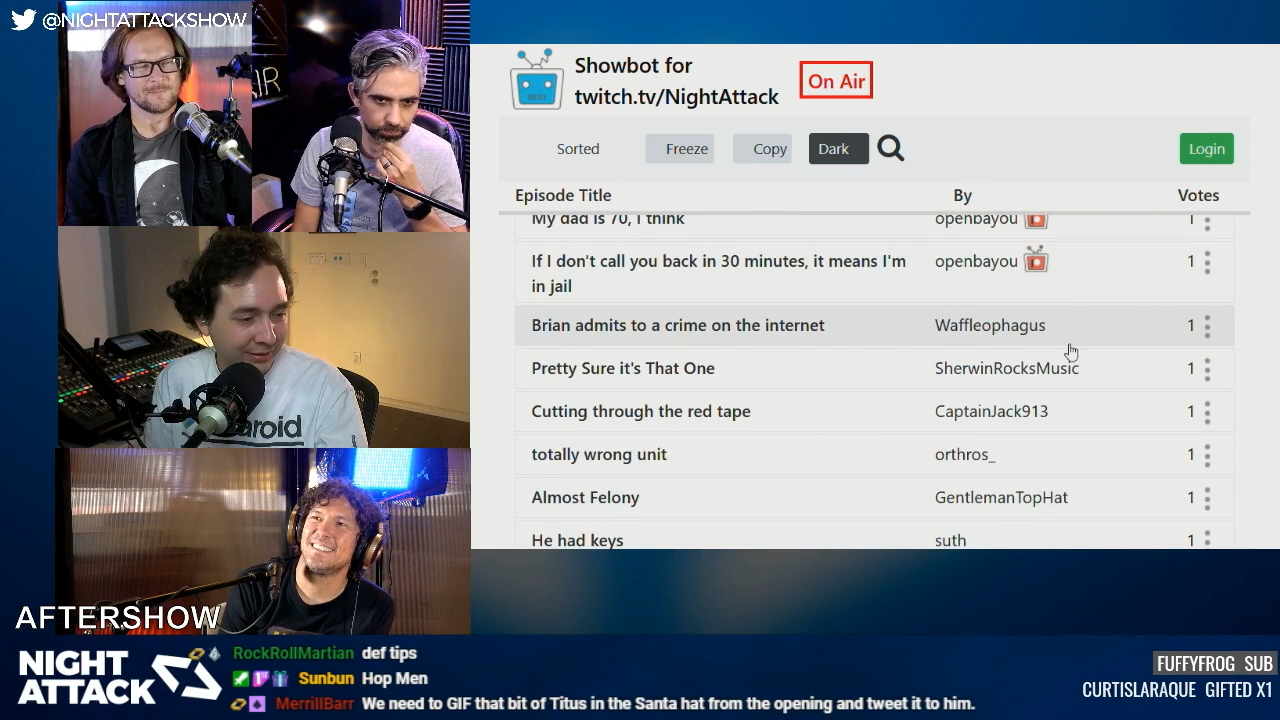 @NIGHTATTACKSHOW
Showbot for
twitch.tv/NightAttack
On Air
Sorted
Freeze
Copy
Dark
Login
Episode Title
By
Votes
My dad is 70, I think
openbayou
1
If I don't call you back in 30 minutes, it means I'm
in jail
openbayou
1
Brian admits to a crime on the internet
Waffleophagus
1
Pretty Sure it's That One
SherwinRocksMusic
1
Cutting through the red tape
CaptainJack913
1
totally wrong unit
orthros_
1
Almost Felony
GentlemanTopHat
1
He had keys
suth
1
AFTERSHOW
NIGHT
ATTACK
RockRollMartian def tips
Sunbun Hop Men
MerrillBarr We need to GIF that bit of Titus in the Santa hat from the opening and tweet it to him.
FUFFYFROG SUB
CURTISLARAQUE GIFTED X1